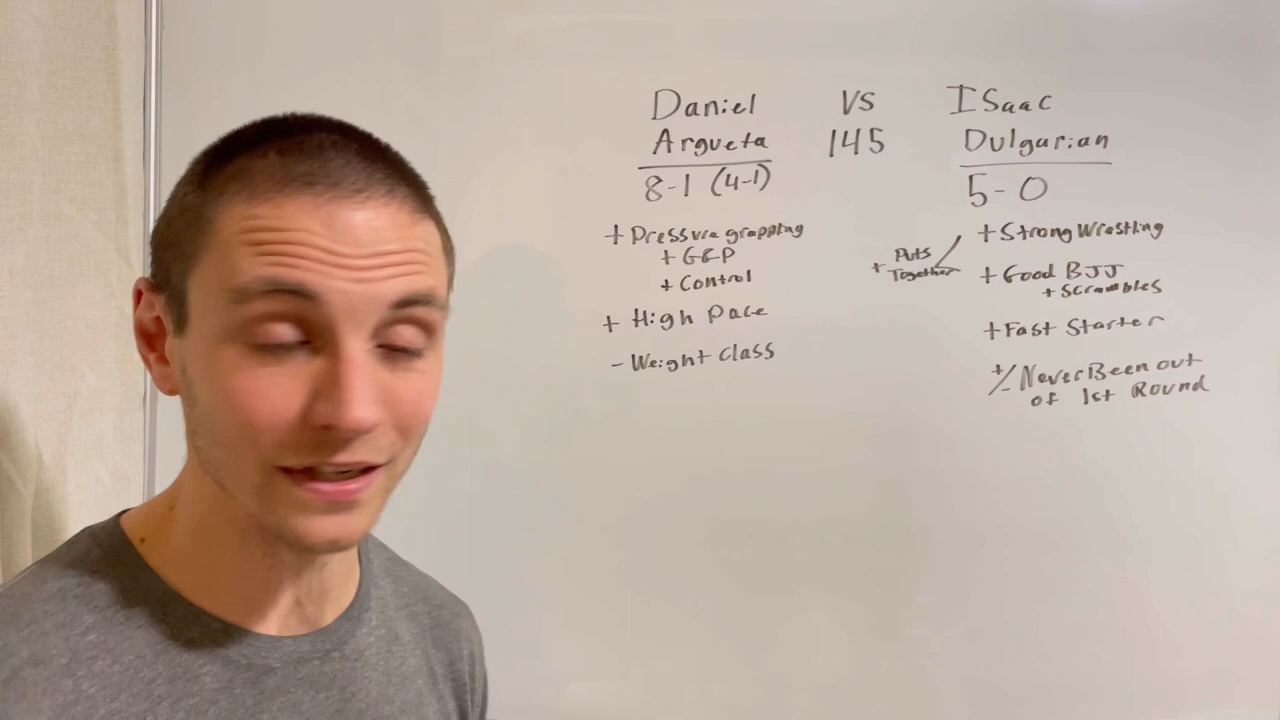 Daniel vs ISaac
Argueta 145 Dulgarian
8-1 (4-1) 5-0
+ Pressure grappling
+ G&P
+ Control
+ High Pace
- Weight Class
+ Strong Wrestling
+ Puts Together
+ Good BJJ
+ Scrambles
+ Fast Starter
+/- Never Been out
of 1st Round